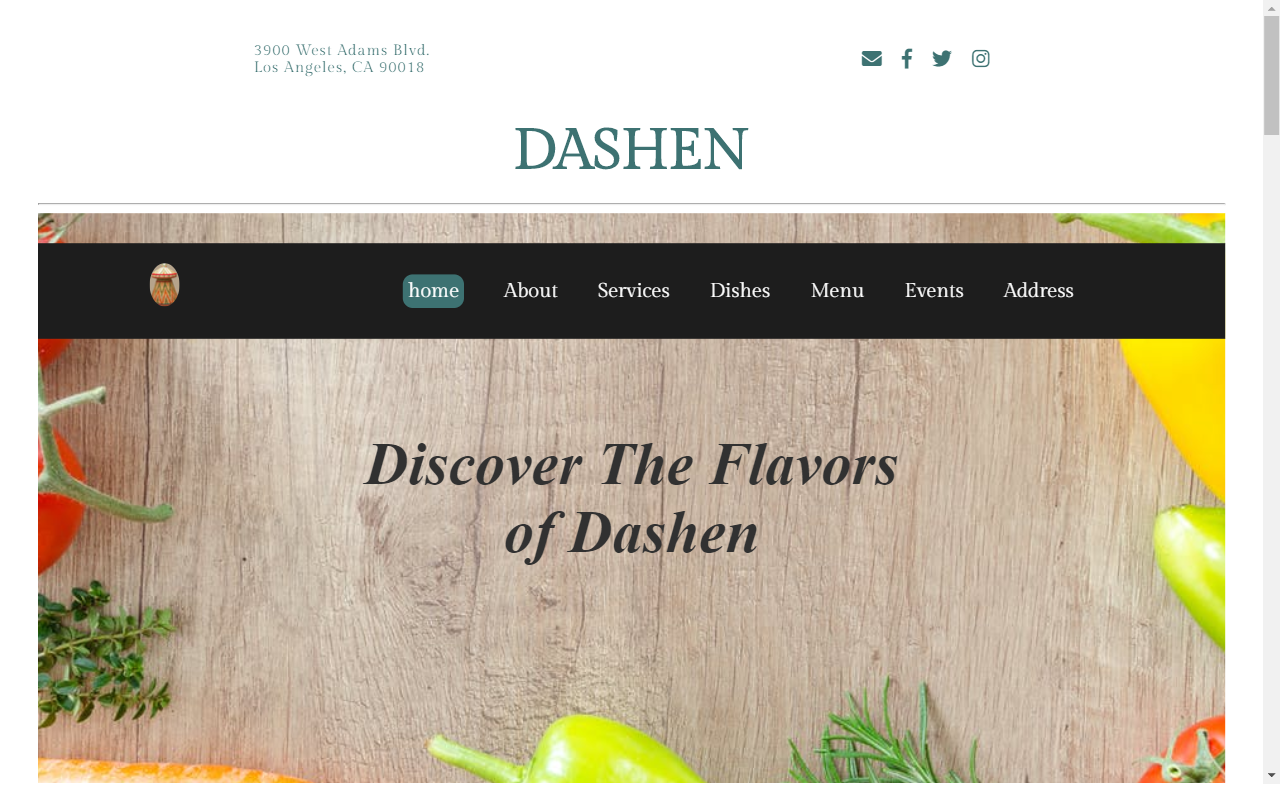 3900 West Adams Blvd.
Los Angeles, CA 90018
DASHEN
home About Services Dishes Menu Events Address
Discover The Flavors
of Dashen